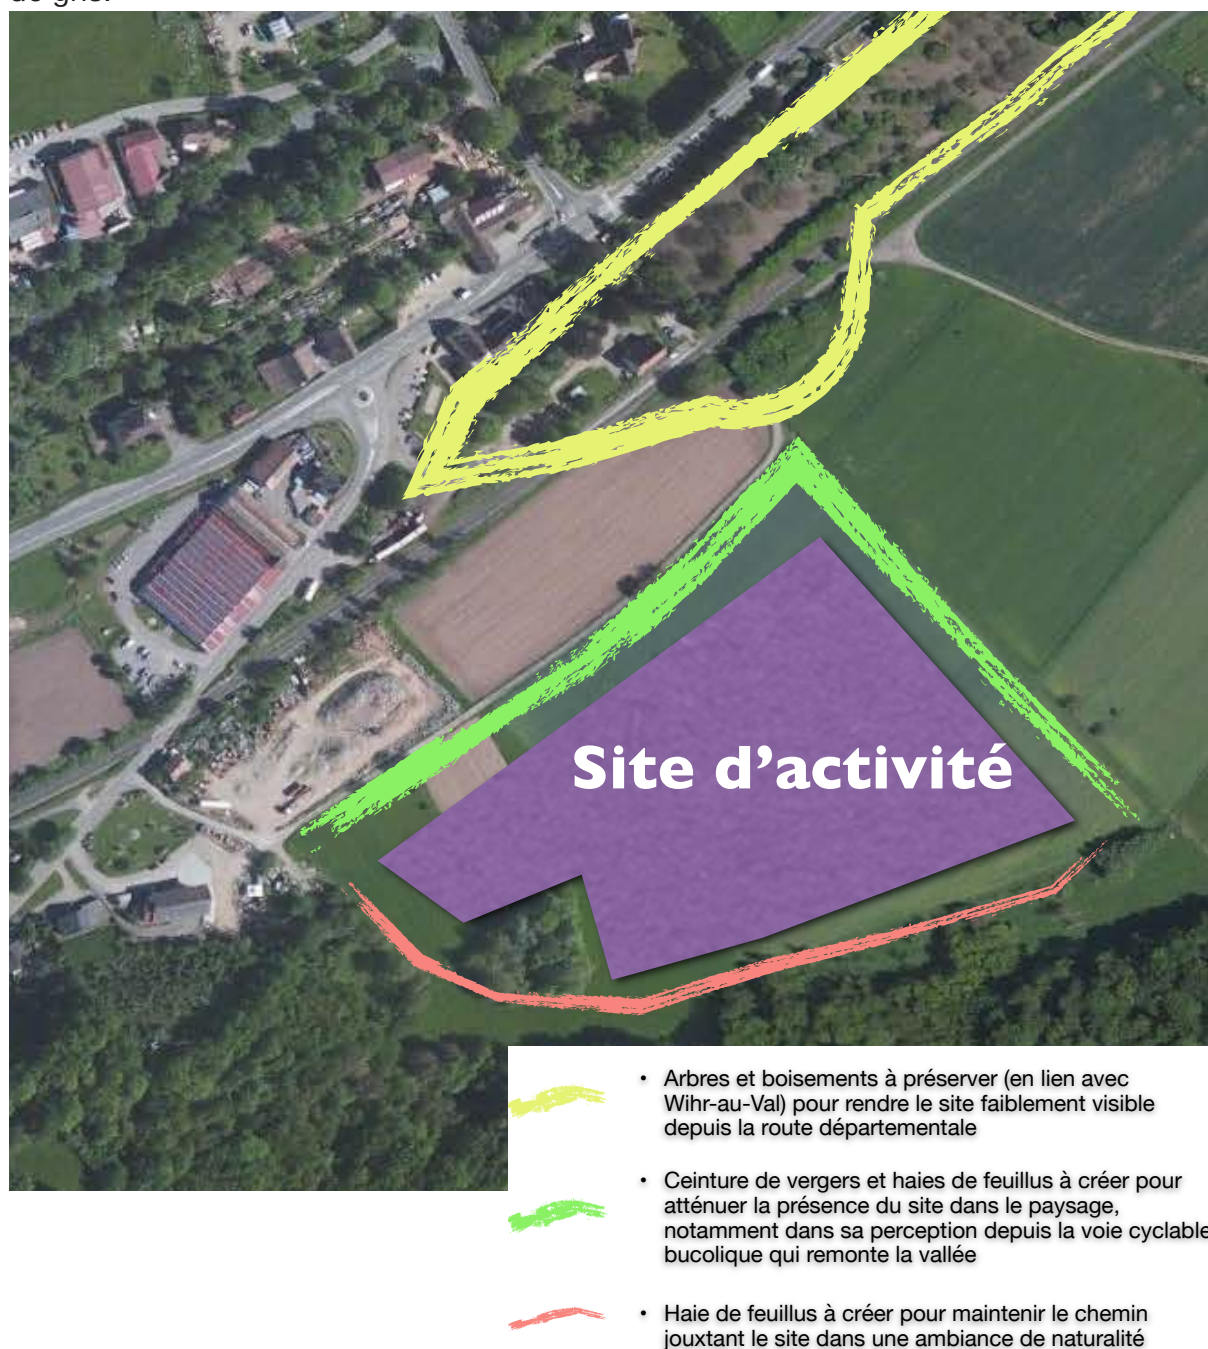 de gris.
Site d’activité
• Arbres et boisements à préserver (en lien avec
Wihr-au-Val) pour rendre le site faiblement visible
depuis la route départementale
• Ceinture de vergers et haies de feuillus à créer pour
atténuer la présence du site dans le paysage,
notamment dans sa perception depuis la voie cyclable
bucolique qui remonte la vallée
• Haie de feuillus à créer pour maintenir le chemin
jouxtant le site dans une ambiance de naturalité